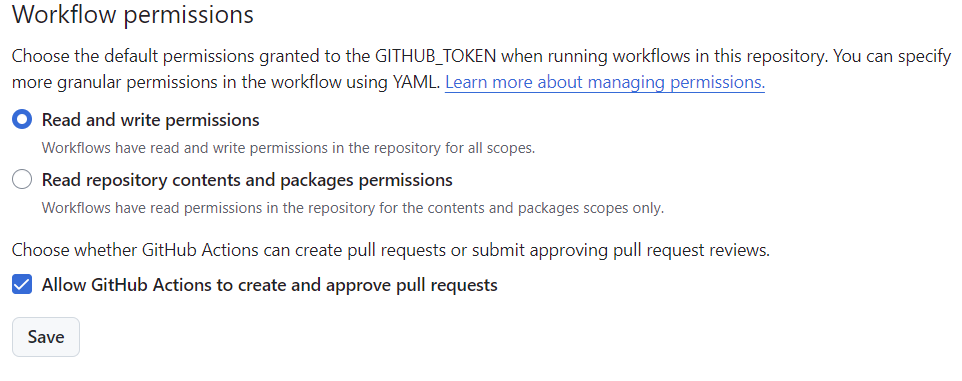 Workflow permissions
Choose the default permissions granted to the GITHUB_TOKEN when running workflows in this repository. You can specify
more granular permissions in the workflow using YAML. Learn more about managing permissions.
Read and write permissions
Workflows have read and write permissions in the repository for all scopes.
Read repository contents and packages permissions
Workflows have read permissions in the repository for the contents and packages scopes only.
Choose whether GitHub Actions can create pull requests or submit approving pull request reviews.
Allow GitHub Actions to create and approve pull requests
Save